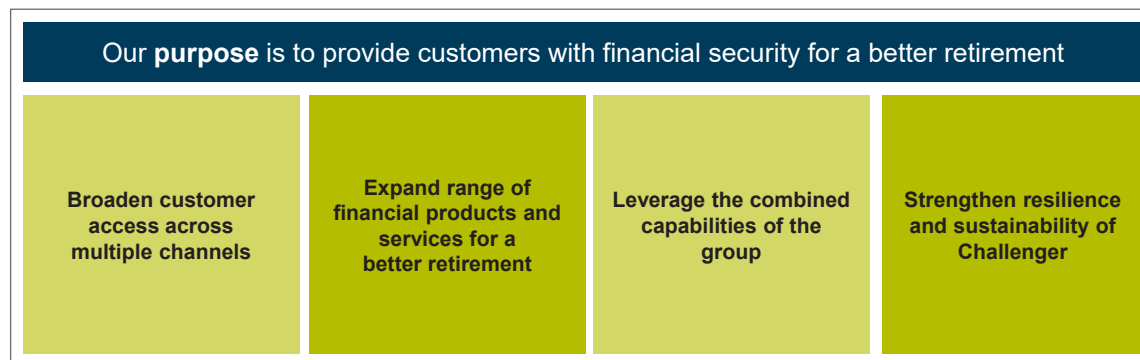 Our purpose is to provide customers with financial security for a better retirement
Broaden customer
access across
multiple channels
Expand range of
financial products and
services for a
better retirement
Leverage the combined
capabilities of the
group
Strengthen resilience
and sustainability of
Challenger